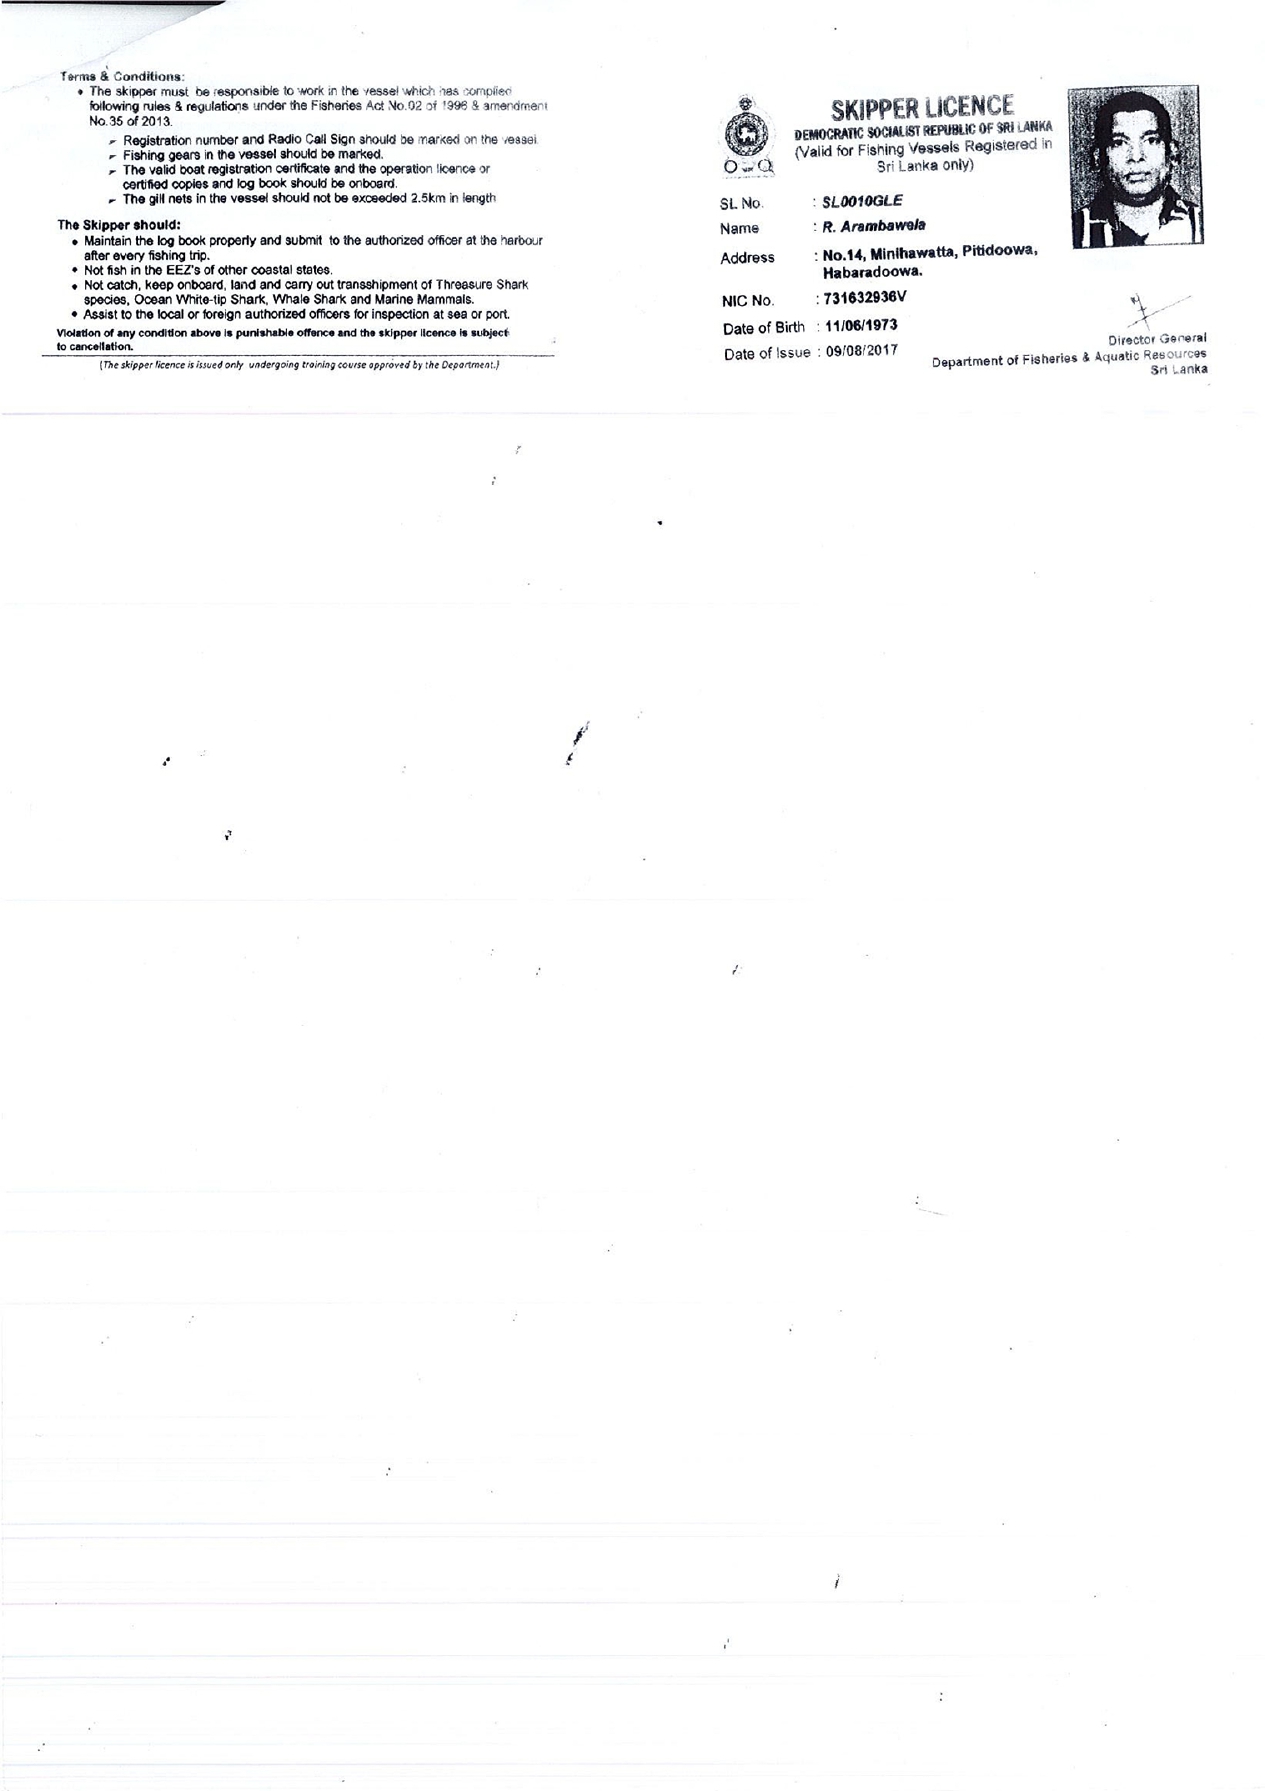 Terms & Conditions:
• The skipper must be responsible to work in the vessel which has complied
following rules & regulations under the Fisheries Act No.02 of 1996 & amendment
No.35 of 2013.
➢ Registration number and Radio Call Sign should be marked on the vessel
➢ Fishing gears in the vessel should be marked.
➢ The valid boat registration certificate and the operation licence or
certified copies and log book should be onboard.
➢ The gill nets in the vessel should not be exceeded 2.5km in length
The Skipper should:
• Maintain the log book properly and submit to the authorized officer at the harbour
after every fishing trip.
• Not fish in the EEZ's of other coastal states.
• Not catch, keep onboard, land and carry out transshipment of Threasure Shark
species, Ocean White-tip Shark, Whale Shark and Marine Mammals.
• Assist to the local or foreign authorized officers for inspection at sea or port.
Violation of any condition above is punishable offence and the skipper licence is subject
to cancellation.
(The skipper licence is issued only undergoing training course approved by the Department.)
SKIPPER LICENCE
DEMOCRATIC SOCIALIST REPUBLIC OF SRI LANKA
(Valid for Fishing Vessels Registered in
Sri Lanka only)
SL No. : SL0010GLE
Name : R. Arambawela
Address : No.14, Minihawatta, Pitidoowa,
Habaradoowa.
NIC No. : 731632936V
Date of Birth : 11/06/1973
Date of Issue : 09/08/2017
Director General
Department of Fisheries & Aquatic Resources
Sri Lanka